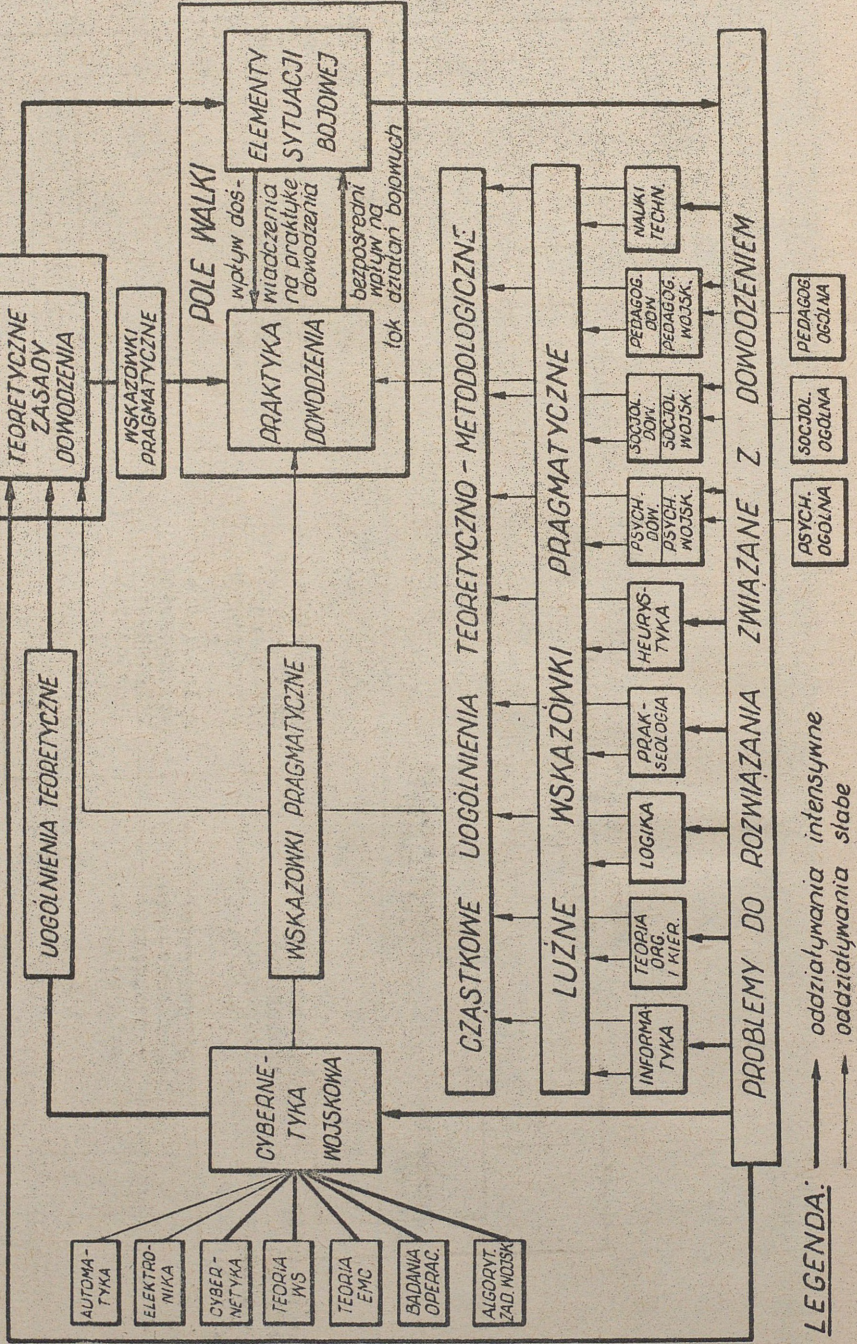 TEORETYCZNE
ZASADY
DOWODZENIA
UOGÓLNIENIA TEORETYCZNE
WSKAZÓWKI
PRAGMATYCZNE
POLE WALKI
PRAKTYKA
DOWODZENIA
wpływ doś-
wiadczenia
na praktykę
dowodzenia
bezpośredni
wpływ na
tok działań bojowych
ELEMENTY
SYTUACJI
BOJOWEJ
AUTOMA-
TYKA
ELEKTRO-
NIKA
CYBER-
NETYKA
TEORIA
WS
TEORIA
EMC
BADANIA
OPERAC.
ALGORYT.
ZAD. WOJSK
CYBERNE-
TYKA
WOJSKOWA
WSKAZÓWKI PRAGMATYCZNE
CZĄSTKOWE UOGÓLNIENIA TEORETYCZNO - METODOLOGICZNE
LUŹNE WSKAZÓWKI PRAGMATYCZNE
INFORMA-
TYKA
TEORIA
ORG.
I KIER.
LOGIKA
PRAK-
SEOLOGIA
HEURYS-
TYKA
PSYCH.
DOW.
PSYCH.
WOJSK.
SOCJOL.
DOW.
SOCJOL.
WOJSK.
PEDAGOG.
DOW.
PEDAGOG.
WOJSK.
NAUKI
TECHN.
PROBLEMY DO ROZWIĄZANIA ZWIĄZANE Z DOWODZENIEM
PSYCH.
OGÓLNA
SOCJOL.
OGÓLNA
PEDAGOG.
OGÓLNA
LEGENDA:
oddziaływania intensywne
oddziaływania słabe